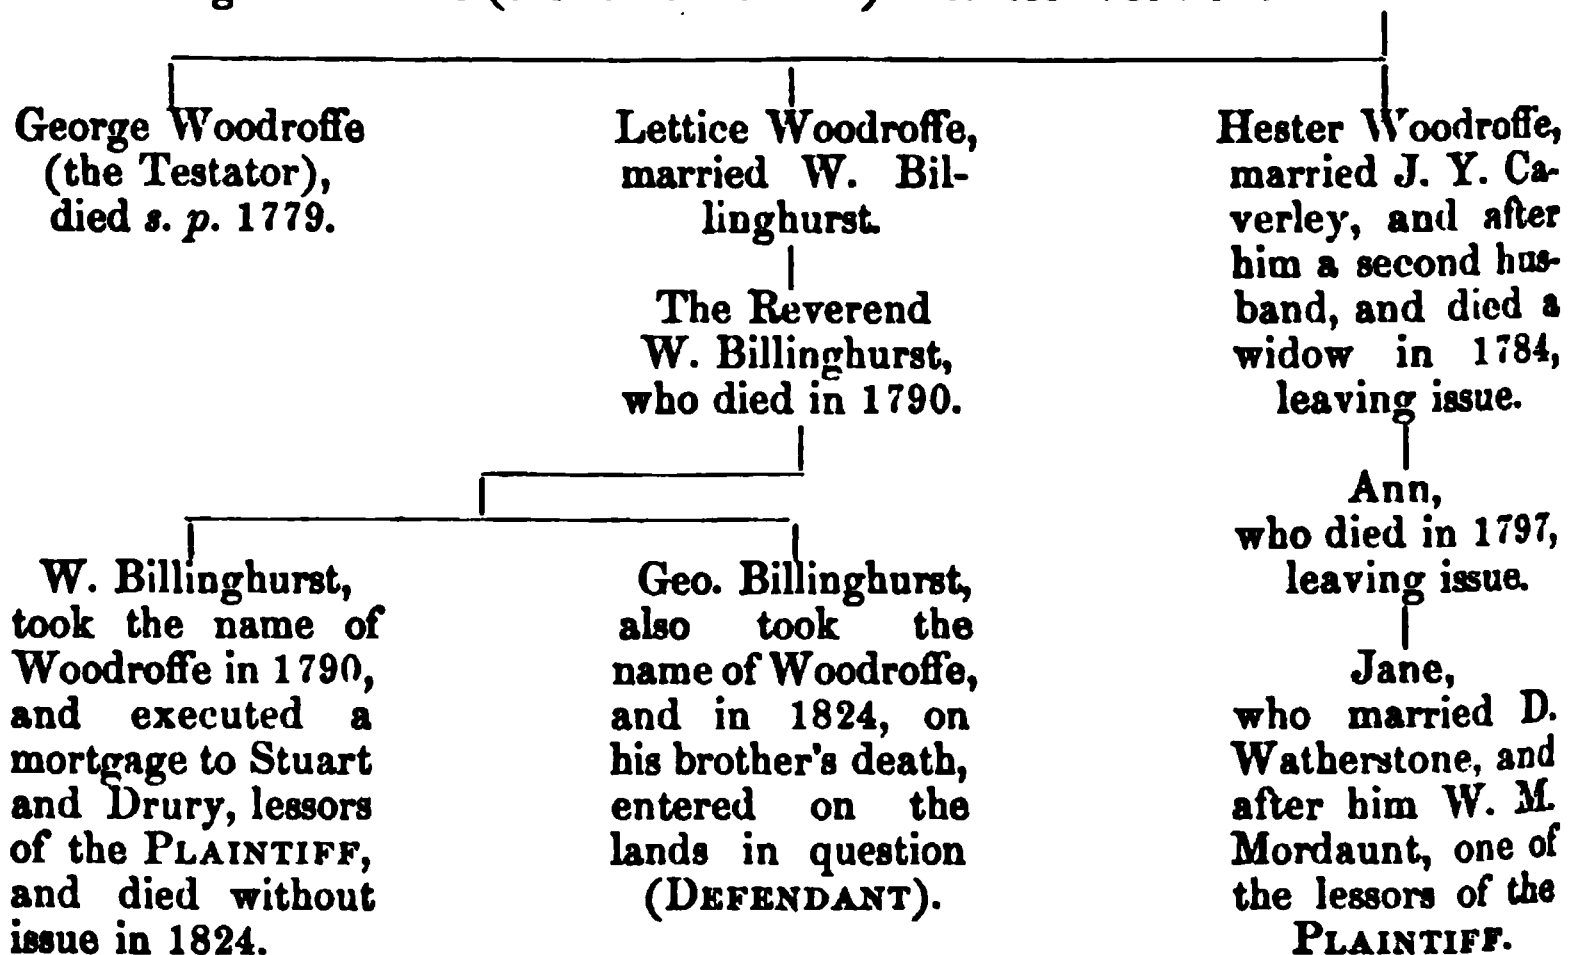 George Woodroffe
(the Testator),
died s. p. 1779.
Lettice Woodroffe,
married W. Bil-
linghurst.
The Reverend
W. Billinghurst,
who died in 1790.
W. Billinghurst,
took the name of
Woodroffe in 1790,
and executed a
mortgage to Stuart
and Drury, lessors
of the PLAINTIFF,
and died without
issue in 1824.
Geo. Billinghurst,
also took the
name of Woodroffe,
and in 1824, on
his brother's death,
entered on the
lands in question
(DEFENDANT).
Hester Woodroffe,
married J. Y. Ca-
verley, and after
him a second hus-
band, and died a
widow in 1784,
leaving issue.
Ann,
who died in 1797,
leaving issue.
Jane,
who married D.
Watherstone, and
after him W. M.
Mordaunt, one of
the lessors of the
PLAINTIFF.